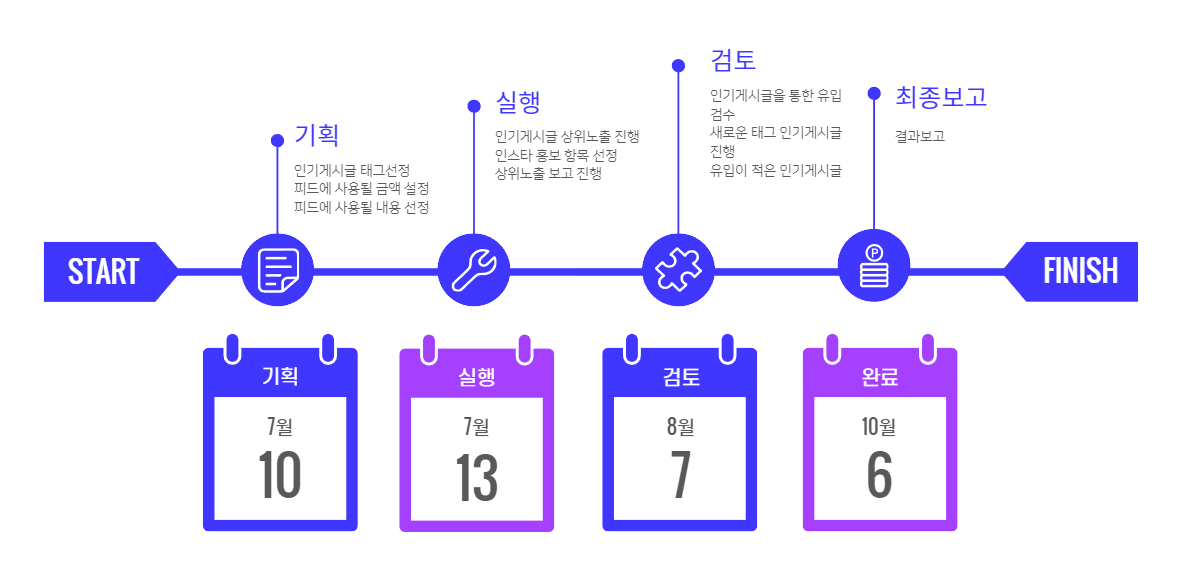 기획
인기게시글 태그선정
피드에 사용될 금액 설정
피드에 사용될 내용 선정
실행
인기게시글 상위노출 진행
인스타 홍보 항목 선정
상위노출 보고 진행
검토
인기게시글을 통한 유입
검수
새로운 태그 인기게시글
진행
유입이 적은 인기게시글
최종보고
결과보고
START
P
FINISH
기획
7월
10
실행
7월
13
검토
8월
7
완료
10월
6